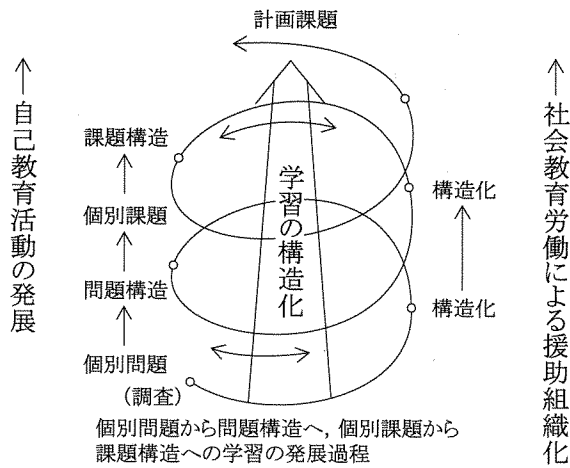 計画課題
↑自己教育活動の発展
課題構造
個別課題
問題構造
個別問題
(調査)
学習の構造化
構造化
構造化
↑社会教育労働による援助組織化
個別問題から問題構造へ,個別課題から
課題構造への学習の発展過程